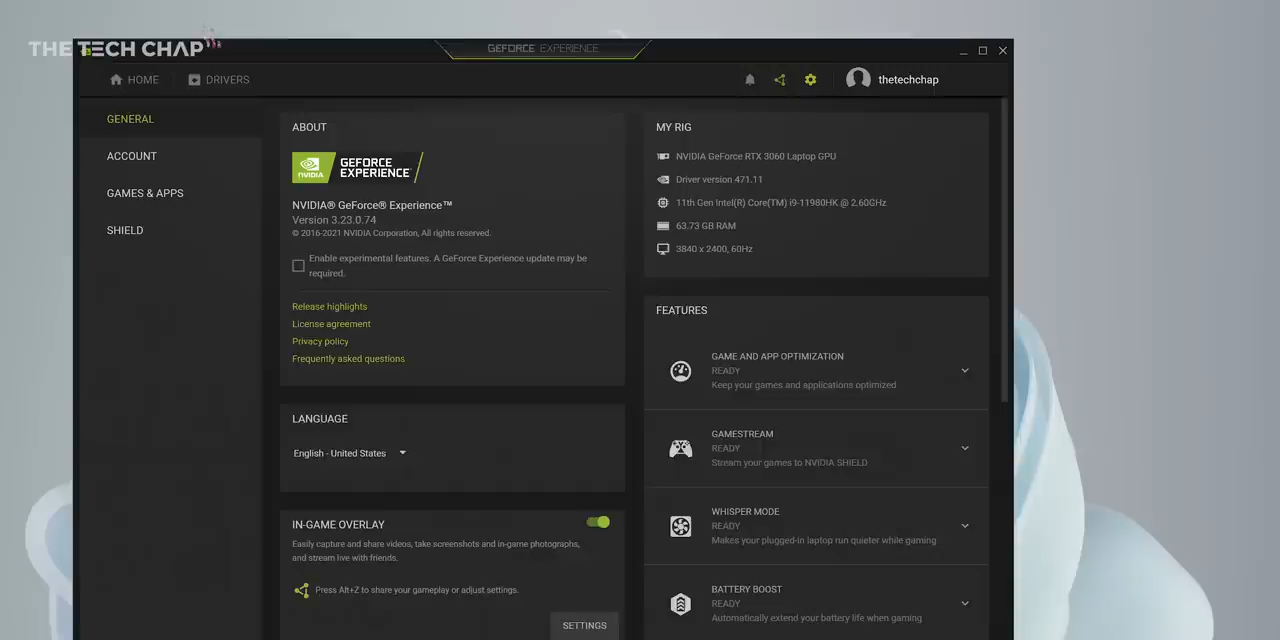 THE TECH CHAP
GEFORCE EXPERIENCE
HOME
DRIVERS
thetechchap
GENERAL
ACCOUNT
GAMES & APPS
SHIELD
ABOUT
NVIDIA
GEFORCE
EXPERIENCE
NVIDIA® GeForce® Experience™
Version 3.23.0.74
© 2016-2021 NVIDIA Corporation, All rights reserved.
Enable experimental features. A GeForce Experience update may be
required.
Release highlights
License agreement
Privacy policy
Frequently asked questions
LANGUAGE
English - United States
IN-GAME OVERLAY
Easily capture and share videos, take screenshots and in-game photographs,
and stream live with friends.
Press Alt+Z to share your gameplay or adjust settings.
SETTINGS
MY RIG
NVIDIA GeForce RTX 3060 Laptop GPU
Driver version 471.11
11th Gen Intel(R) Core(TM) i9-11980HK @ 2.60GHz
63.73 GB RAM
3840 x 2400, 60Hz
FEATURES
GAME AND APP OPTIMIZATION
READY
Keep your games and applications optimized
GAMESTREAM
READY
Stream your games to NVIDIA SHIELD
WHISPER MODE
READY
Makes your plugged-in laptop run quieter while gaming
BATTERY BOOST
READY
Automatically extend your battery life when gaming